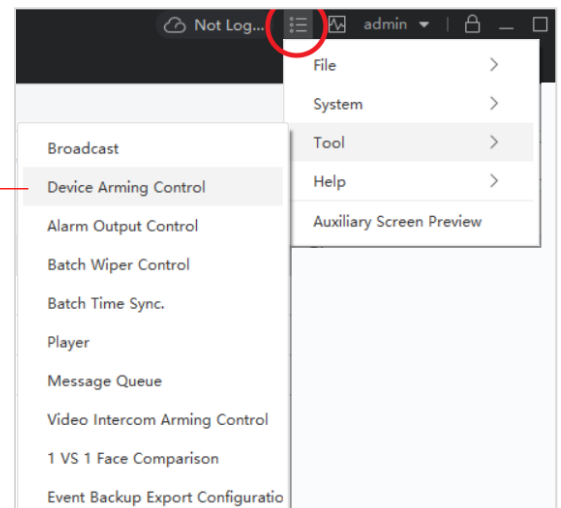 Not Log...
admin
File
System
Tool
Help
Auxiliary Screen Preview
Broadcast
Device Arming Control
Alarm Output Control
Batch Wiper Control
Batch Time Sync.
Player
Message Queue
Video Intercom Arming Control
1 VS 1 Face Comparison
Event Backup Export Configuratio